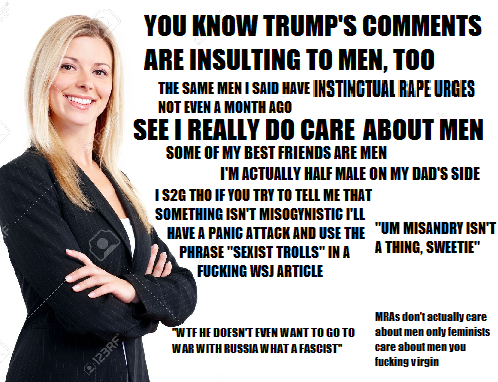 YOU KNOW TRUMP'S COMMENTS
ARE INSULTING TO MEN, TOO
THE SAME MEN I SAID HAVE INSTINCTUAL RAPE URGES
NOT EVEN A MONTH AGO
SEE I REALLY DO CARE ABOUT MEN
SOME OF MY BEST FRIENDS ARE MEN
I'M ACTUALLY HALF MALE ON MY DAD'S SIDE
I S2G THO IF YOU TRY TO TELL ME THAT
SOMETHING ISN'T MISOGYNISTIC I'LL
HAVE A PANIC ATTACK AND USE THE
PHRASE "SEXIST TROLLS" IN A
FUCKING WSJ ARTICLE
"UM MISANDRY ISN'T
A THING, SWEETIE"
"WTF HE DOESN'T EVEN WANT TO GO TO
WAR WITH RUSSIA WHAT A FASCIST"
MRAs don't actually care
about men only feminists
care about men you
fucking virgin
123RF